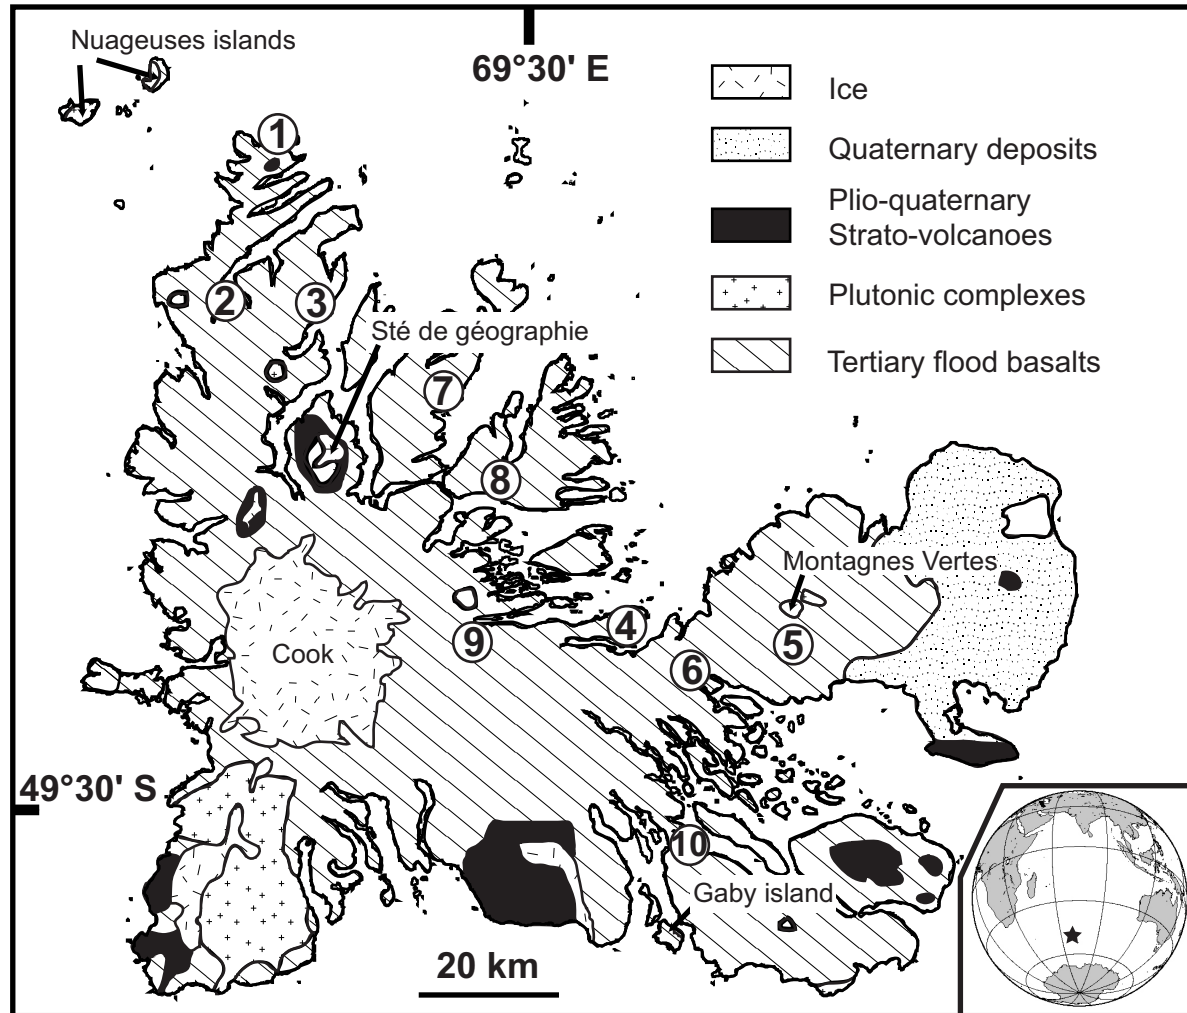 Nuageuses islands
69°30' E
Ice
Quaternary deposits
Plio-quaternary
Strato-volcanoes
Plutonic complexes
Tertiary flood basalts
1
2
3
Sté de géographie
7
8
Montagnes Vertes
9
4
5
6
Cook
49°30' S
10
Gaby island
20 km